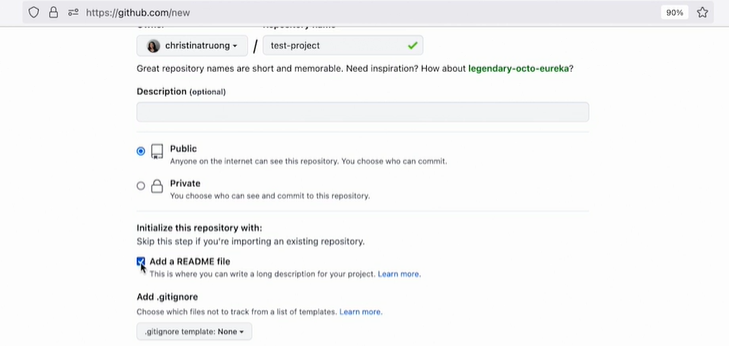 https://github.com/new
90%
christinatruong
/
test-project
Great repository names are short and memorable. Need inspiration? How about legendary-octo-eureka?
Description (optional)
Public
Anyone on the internet can see this repository. You choose who can commit.
Private
You choose who can see and commit to this repository.
Initialize this repository with:
Skip this step if you're importing an existing repository.
Add a README file
This is where you can write a long description for your project. Learn more.
Add .gitignore
Choose which files not to track from a list of templates. Learn more.
.gitignore template: None